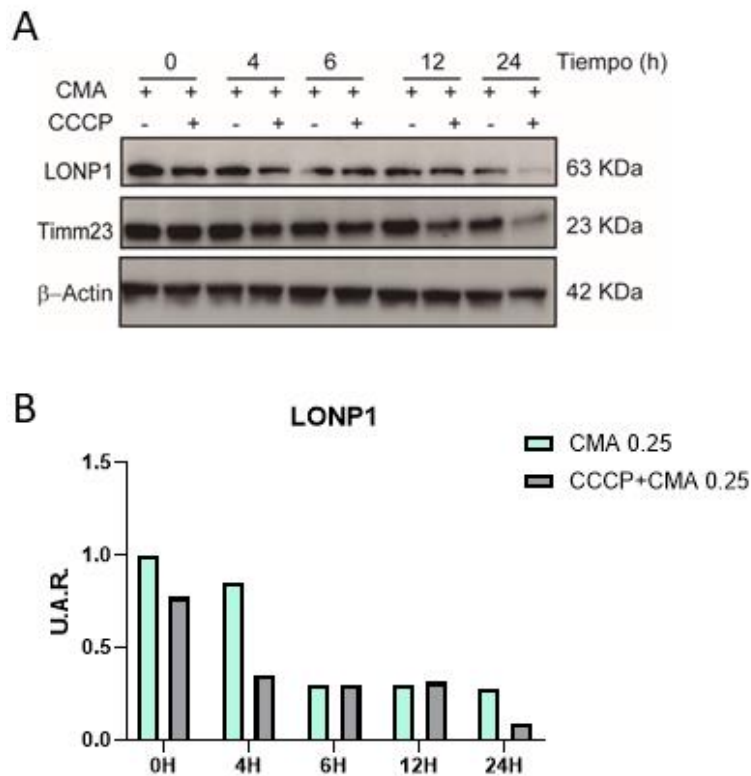 A
0 4 6 12 24 Tiempo (h)
CMA + + + + + + + + + +
CCCP - + - + - + - + - +
LONP1 63 KDa
Timm23 23 KDa
β-Actin 42 KDa
B
LONP1
CMA 0.25
CCCP+CMA 0.25
1.5
1.0
0.5
0.0
U.A.R.
0H 4H 6H 12H 24H